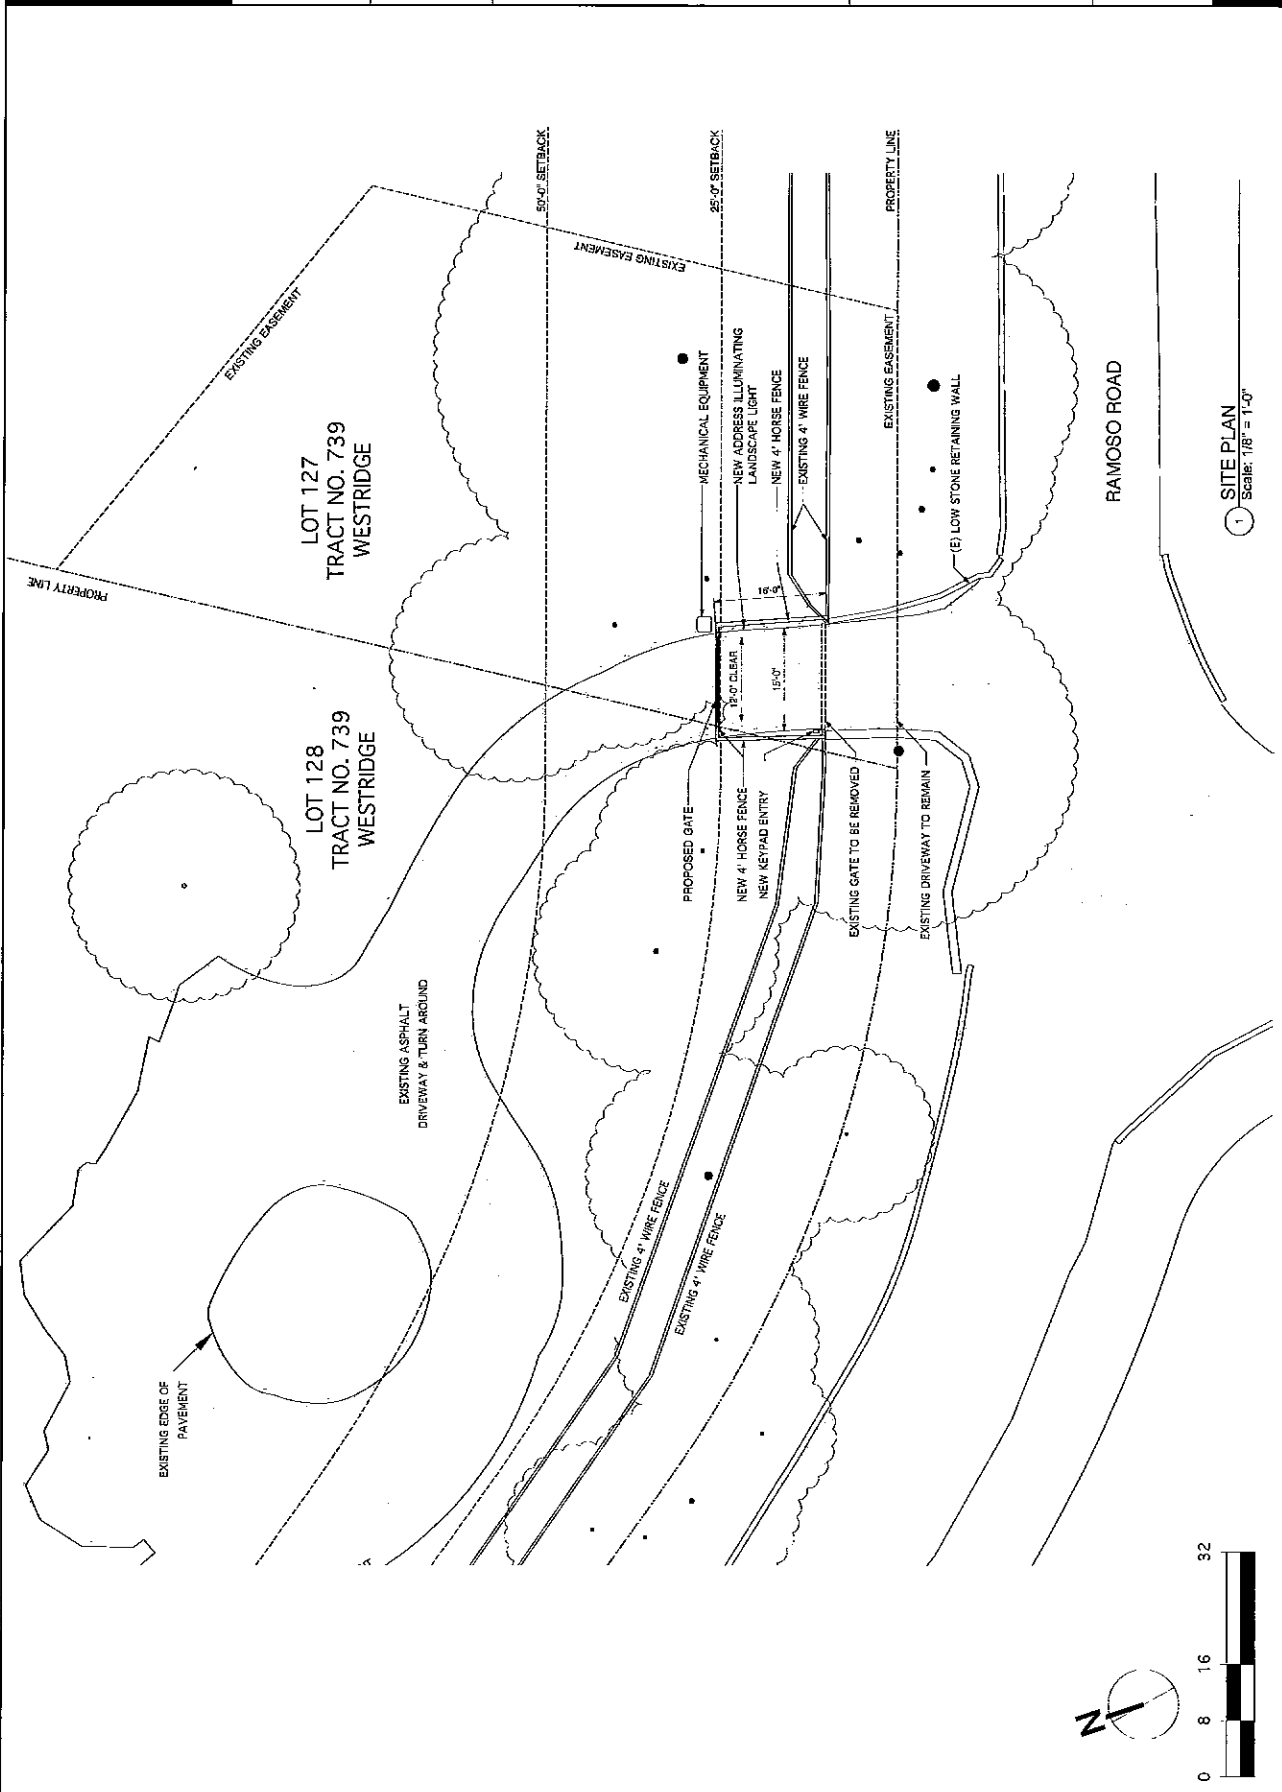 PROPERTY LINE
EXISTING EASEMENT
50'-0" SETBACK
25'-0" SETBACK
PROPERTY LINE
EXISTING EASEMENT
LOT 127
TRACT NO. 739
WESTRIDGE
LOT 128
TRACT NO. 739
WESTRIDGE
MECHANICAL EQUIPMENT
NEW ADDRESS ILLUMINATING
LANDSCAPE LIGHT
NEW 4' HORSE FENCE
EXISTING 4' WIRE FENCE
EXISTING EASEMENT
(E) LOW STONE RETAINING WALL
16'-0"
12'-0" CLEAR
15'-0"
PROPOSED GATE
NEW 4' HORSE FENCE
NEW KEYPAD ENTRY
EXISTING GATE TO BE REMOVED
EXISTING DRIVEWAY TO REMAIN
EXISTING ASPHALT
DRIVEWAY & TURN AROUND
EXISTING 4' WIRE FENCE
EXISTING 4' WIRE FENCE
EXISTING EDGE OF
PAVEMENT
RAMOSO ROAD
1 SITE PLAN
Scale: 1/8" = 1'-0"
N
0 8 16 32